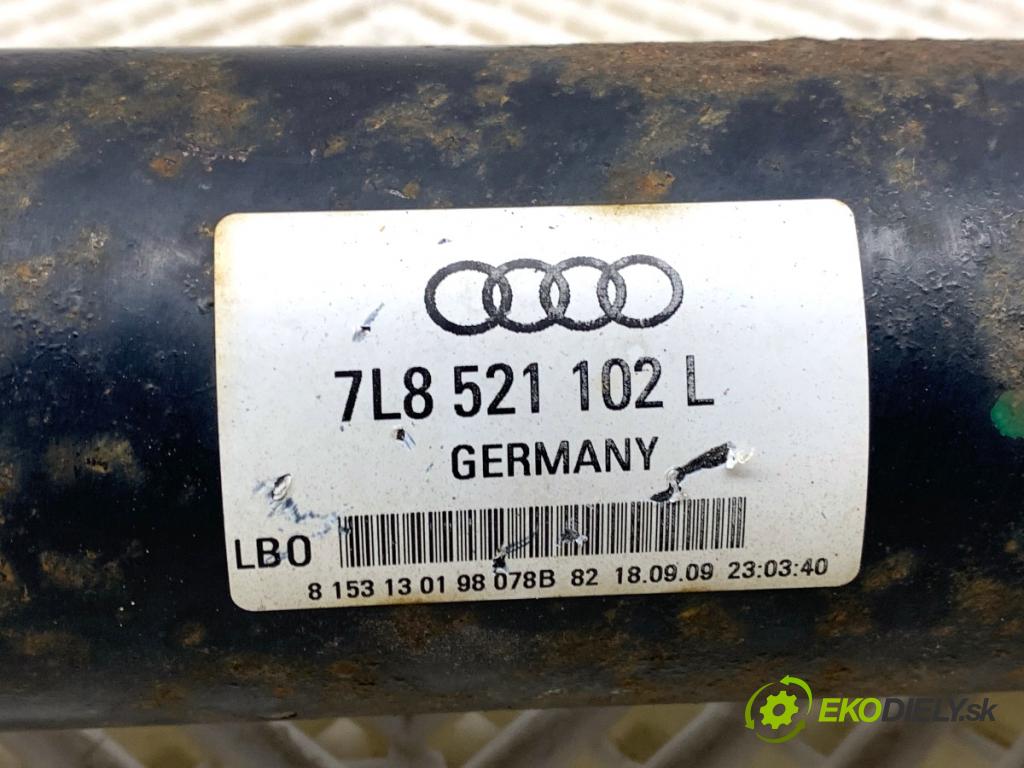 7L8 521 102 L
GERMANY
LB0
8 153 13 01 98 078B 82 18.09.09 23:03:40
EKODIELY.sk